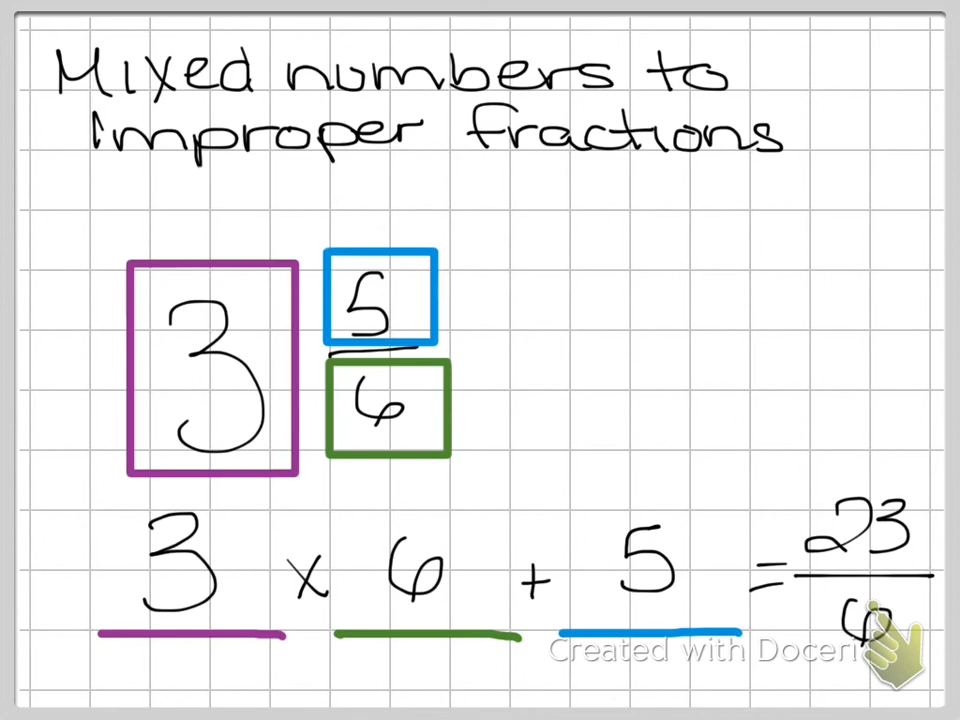 Mixed numbers to
improper fractions
3 5
6
3 x 6 + 5 = 23
6
Created with Doceri